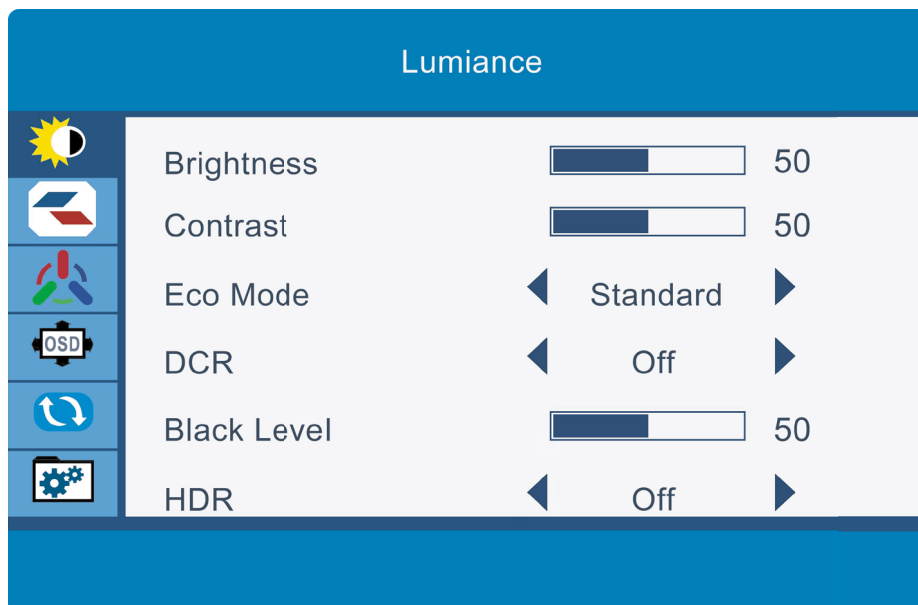 Lumiance
Brightness 50
Contrast 50
Eco Mode Standard
DCR Off
OSD
Black Level 50
HDR Off